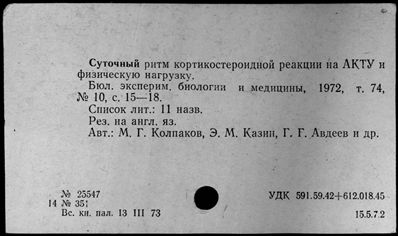 Суточный ритм кортикостероидной реакции на АКТУ и
физическую нагрузку.
Бюл. эксперим. биологии и медицины, 1972, т. 74,
№ 10, с. 15—18.
Список лит.: 11 назв.
Рез. на англ. яз.
Авт.: М. Г. Колпаков, Э. М. Казин, Г. Г. Авдеев и др.
№ 25547
УДК 591.59.42+612.018.45
14 № 351
Вс. кн. пал. 13 III 73
15.5.7.2